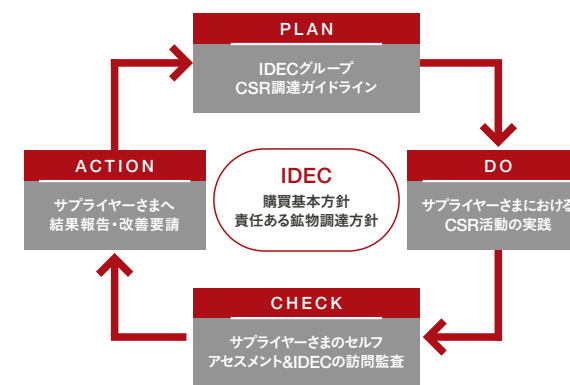 PLAN
IDECグループ
CSR調達ガイドライン
ACTION
サプライヤーさまへ
結果報告・改善要請
IDEC
購買基本方針
責任ある鉱物調達方針
DO
サプライヤーさまにおける
CSR活動の実践
CHECK
サプライヤーさまのセルフ
アセスメント&IDECの訪問監査